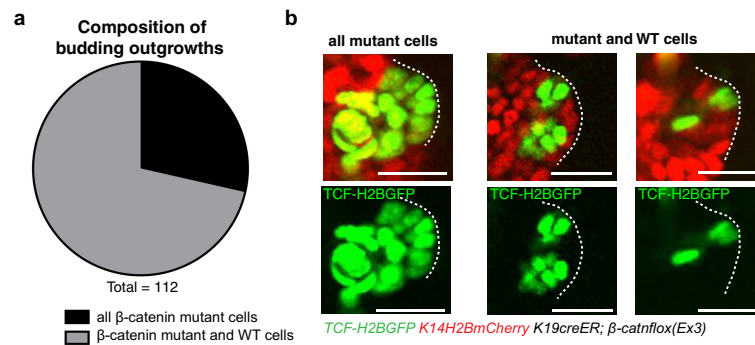 a
Composition of
budding outgrowths
Total = 112
all β-catenin mutant cells
β-catenin mutant and WT cells
b
all mutant cells
mutant and WT cells
TCF-H2BGFP
TCF-H2BGFP
TCF-H2BGFP
TCF-H2BGFP K14H2BmCherry K19creER; β-catnflox(Ex3)